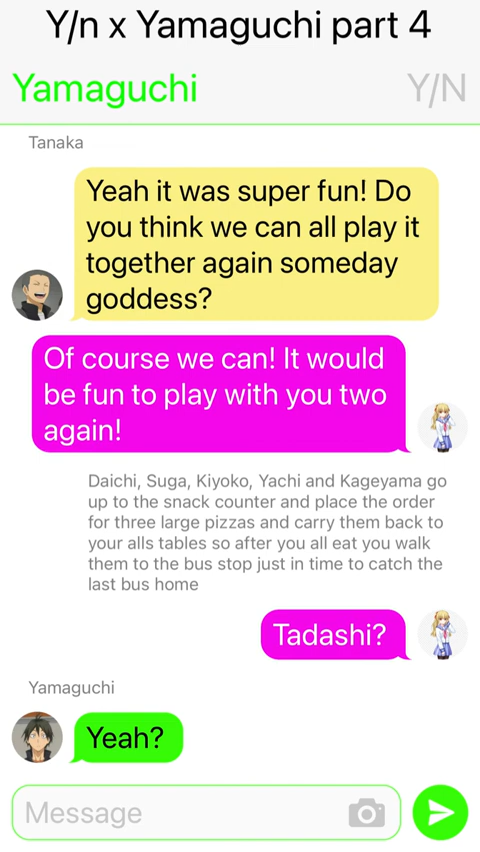 Y/n x Yamaguchi part 4
Yamaguchi
Y/N
Tanaka
Yeah it was super fun! Do
you think we can all play it
together again someday
goddess?
Of course we can! It would
be fun to play with you two
again!
Daichi, Suga, Kiyoko, Yachi and Kageyama go
up to the snack counter and place the order
for three large pizzas and carry them back to
your alls tables so after you all eat you walk
them to the bus stop just in time to catch the
last bus home
Tadashi?
Yamaguchi
Yeah?
Message